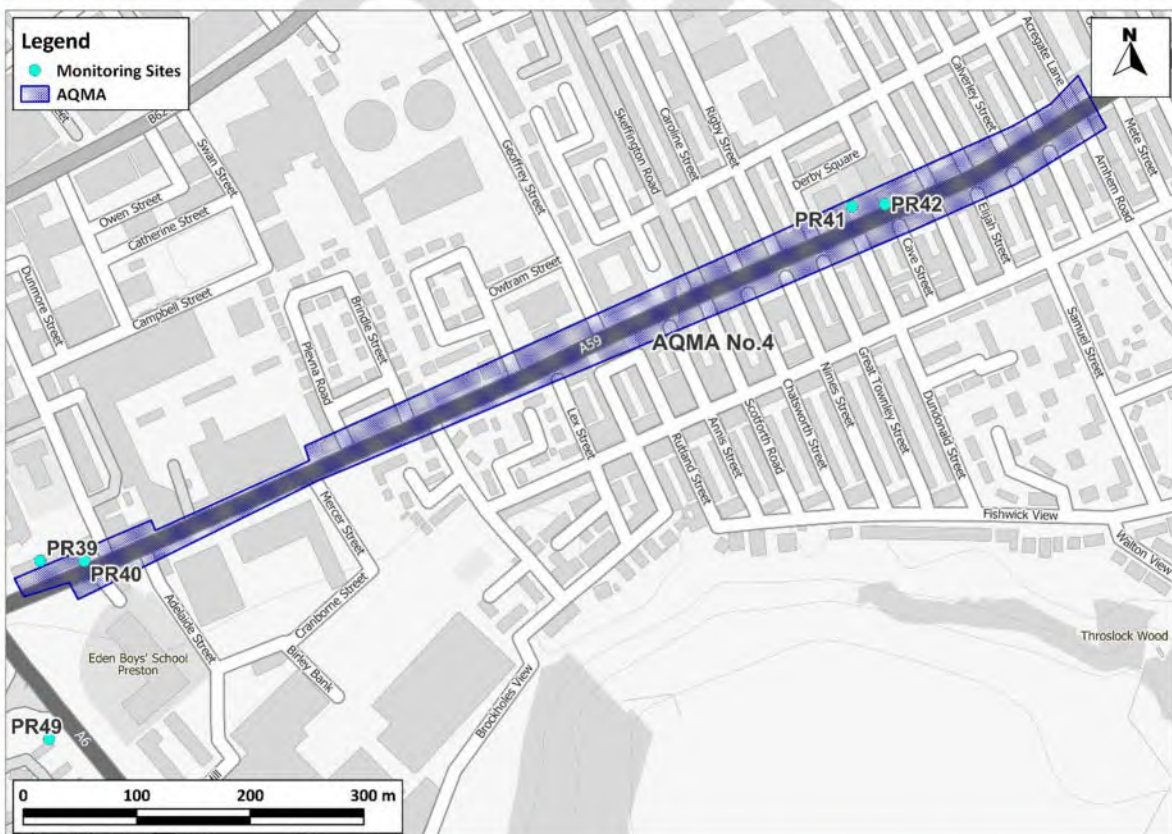 Legend
Monitoring Sites
AQMA
N
B62
Swan Street
Owen Street
Catherine Street
Dunmore Street
Campbell Street
Geoffrey Street
Skeffington Road
Caroline Street
Rigby Street
Derby Square
Calverley Street
Acregate Lane
Mete Street
Arnhem Road
PR41
PR42
Elijah Street
Cave Street
Owtram Street
Brindle Street
Plevna Road
A59
AQMA No.4
Samuel Street
Lex Street
Rutland Street
Annis Street
Scotforth Road
Chatsworth Street
Nimes Street
Great Townley Street
Dundonald Street
Fishwick View
Walton View
Mercer Street
PR39
PR40
Adelaide Street
Cranborne Street
Birley Bank
Eden Boys' School
Preston
Throslock Wood
Brockholes View
PR49
A6
0 100 200 300 m